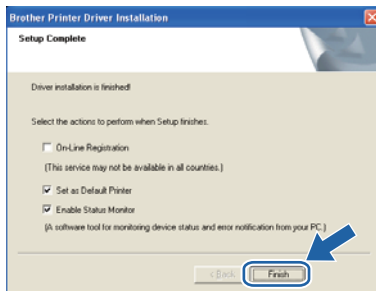 Brother Printer Driver Installation
Setup Complete
Driver installation is finished!
Select the actions to perform when Setup finishes.
On-Line Registration
(This service may not be available in all countries.)
Set as Default Printer
Enable Status Monitor
(A software tool for monitoring device status and error notification from your PC.)
< Back
Finish